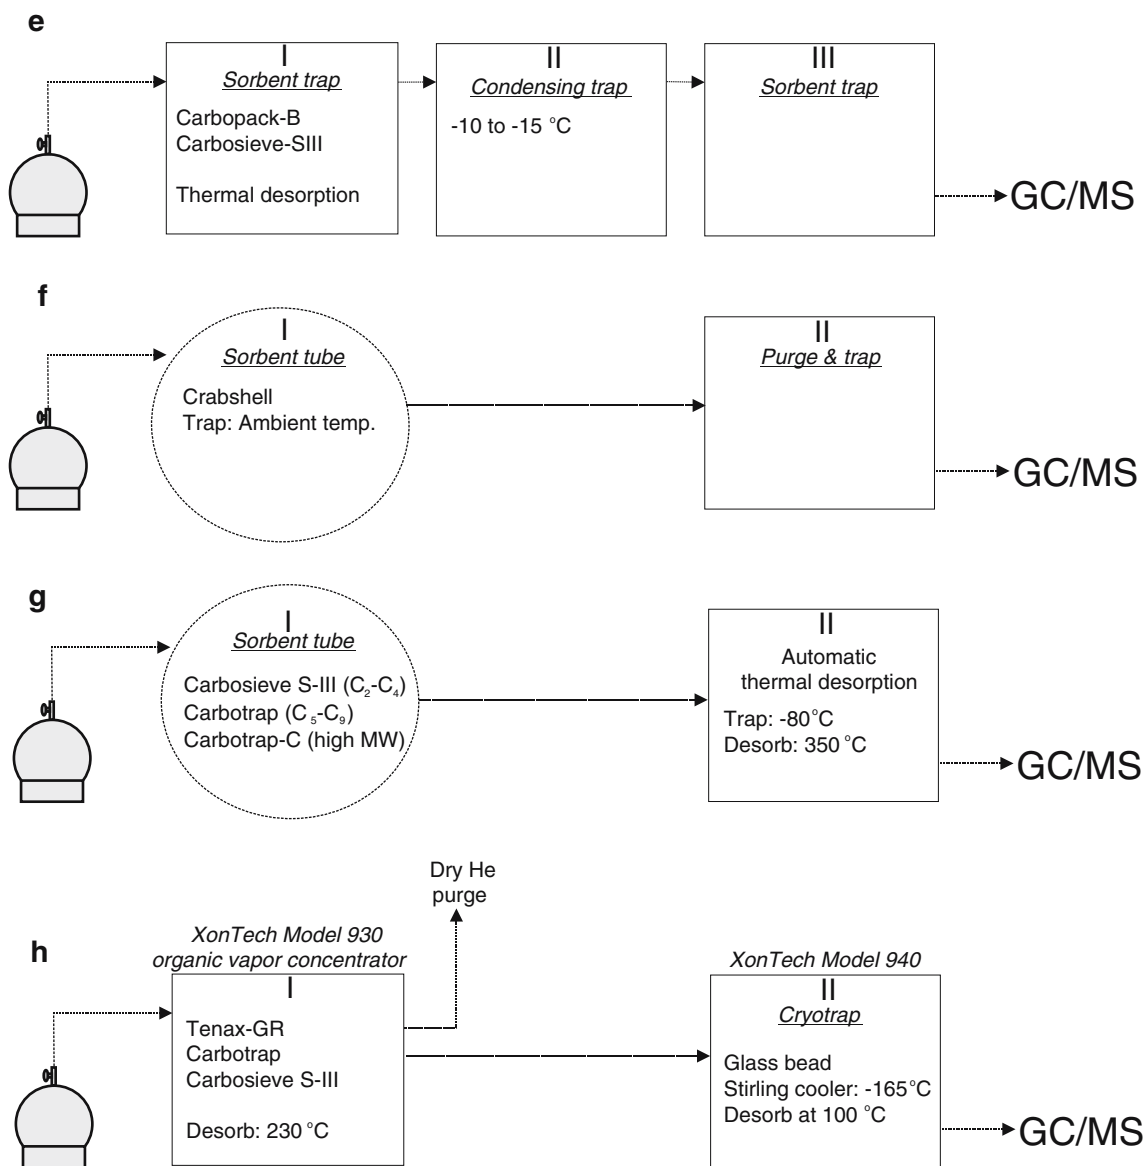 e
I
Sorbent trap
Carbopack-B
Carbosieve-SIII
Thermal desorption
II
Condensing trap
-10 to -15 °C
III
Sorbent trap
GC/MS
f
I
Sorbent tube
Crabshell
Trap: Ambient temp.
II
Purge & trap
GC/MS
g
I
Sorbent tube
Carbosieve S-III (C₂-C₄)
Carbotrap (C₅-C₉)
Carbotrap-C (high MW)
II
Automatic
thermal desorption
Trap: -80°C
Desorb: 350 °C
GC/MS
h
XonTech Model 930
organic vapor concentrator
I
Tenax-GR
Carbotrap
Carbosieve S-III
Desorb: 230 °C
Dry He
purge
XonTech Model 940
II
Cryotrap
Glass bead
Stirling cooler: -165°C
Desorb at 100 °C
GC/MS